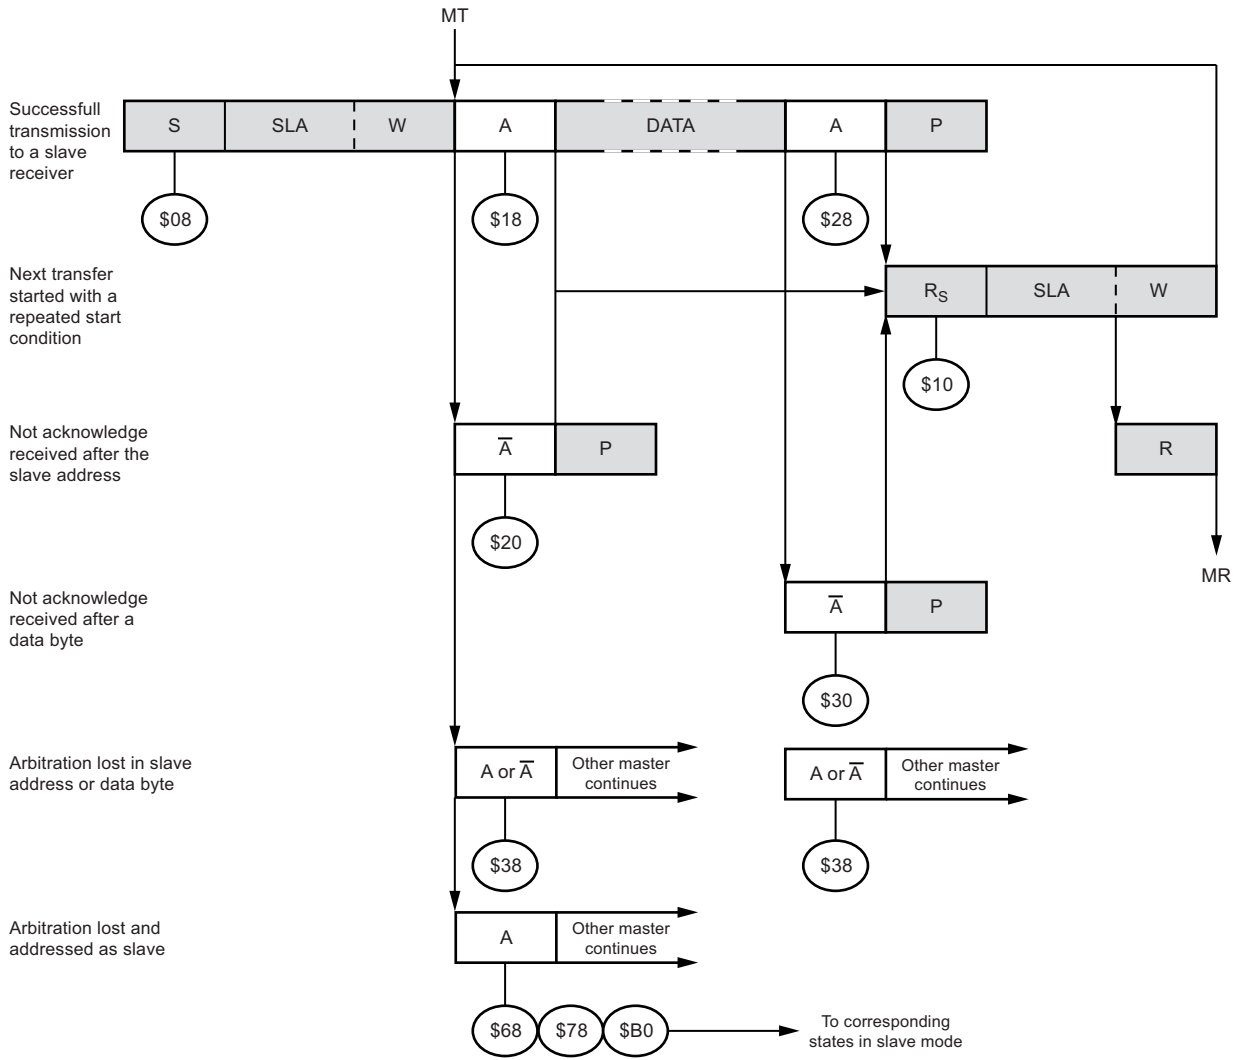 MT
Successfull
transmission
to a slave
receiver
S SLA W A DATA A P
$08 $18 $28
Next transfer
started with a
repeated start
condition
RS SLA W
$10
Not acknowledge
received after the
slave address
A̅ P
R
$20
MR
Not acknowledge
received after a
data byte
A̅ P
$30
Arbitration lost in slave
address or data byte
A or A̅
Other master
continues
A or A̅
Other master
continues
$38 $38
Arbitration lost and
addressed as slave
A
Other master
continues
$68 $78 $B0
To corresponding
states in slave mode